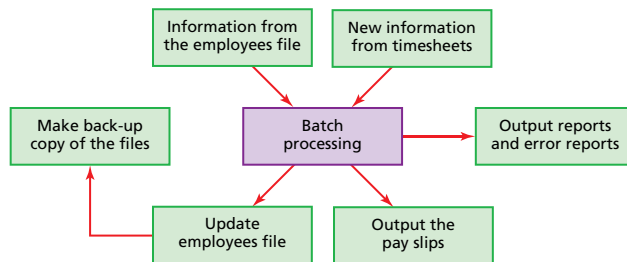 Information from
the employees file
New information
from timesheets
Make back-up
copy of the files
Batch
processing
Output reports
and error reports
Update
employees file
Output the
pay slips